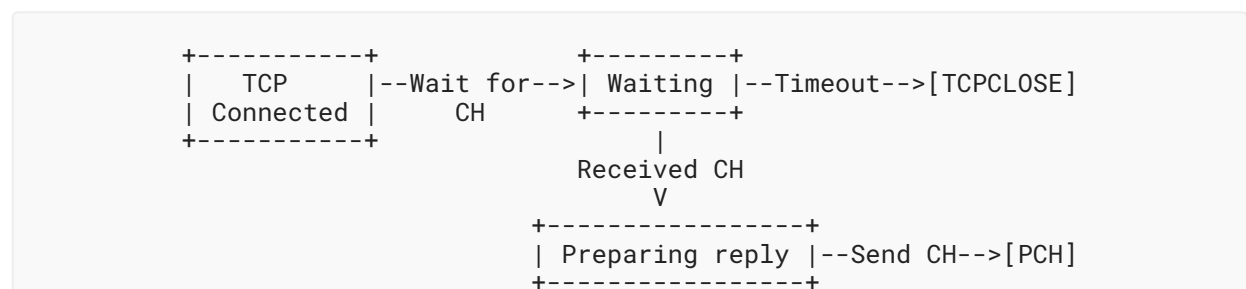 +-----------+             +---------+
|    TCP    |--Wait for-->| Waiting |--Timeout-->[TCPCLOSE]
| Connected |     CH      +---------+
+-----------+                  |
                          Received CH
                               V
                       +-----------------+
                       | Preparing reply |--Send CH-->[PCH]
                       +-----------------+